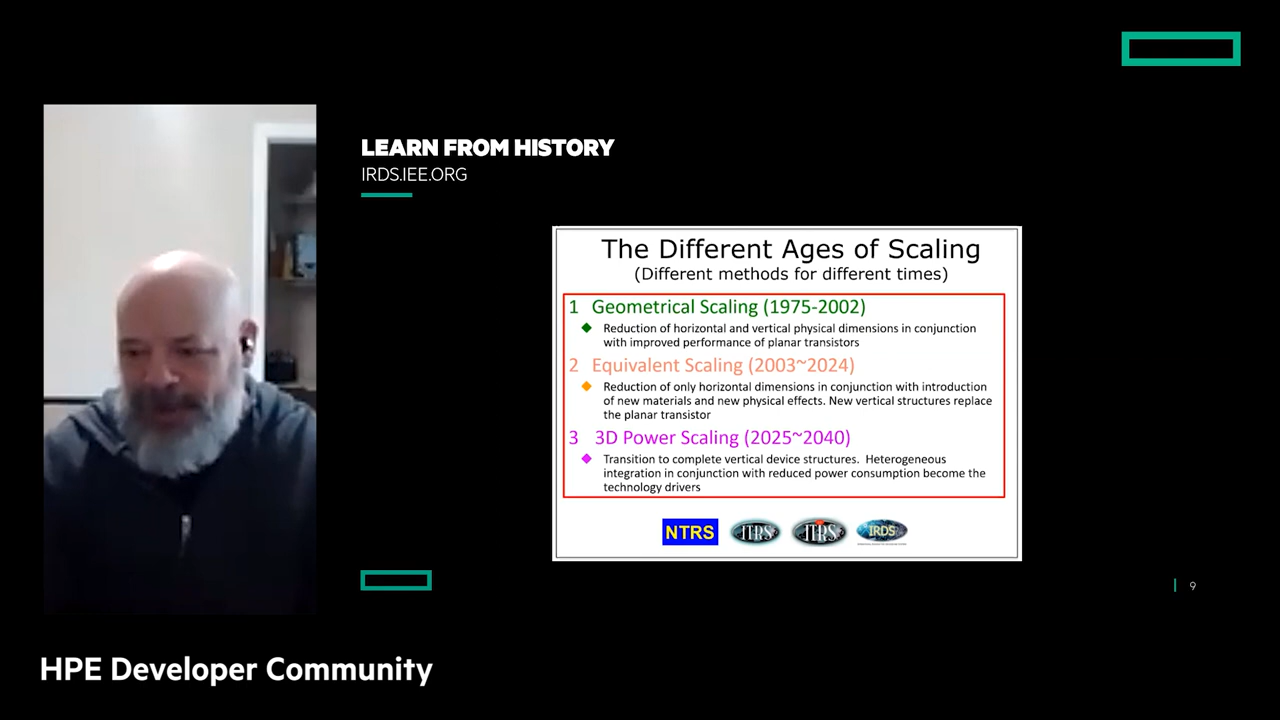 LEARN FROM HISTORY
IRDS.IEE.ORG
The Different Ages of Scaling
(Different methods for different times)
1 Geometrical Scaling (1975-2002)
Reduction of horizontal and vertical physical dimensions in conjunction
with improved performance of planar transistors
2 Equivalent Scaling (2003~2024)
Reduction of only horizontal dimensions in conjunction with introduction
of new materials and new physical effects. New vertical structures replace
the planar transistor
3 3D Power Scaling (2025~2040)
Transition to complete vertical device structures. Heterogeneous
integration in conjunction with reduced power consumption become the
technology drivers
NTRS ITRS ITRS IRDS
9
HPE Developer Community